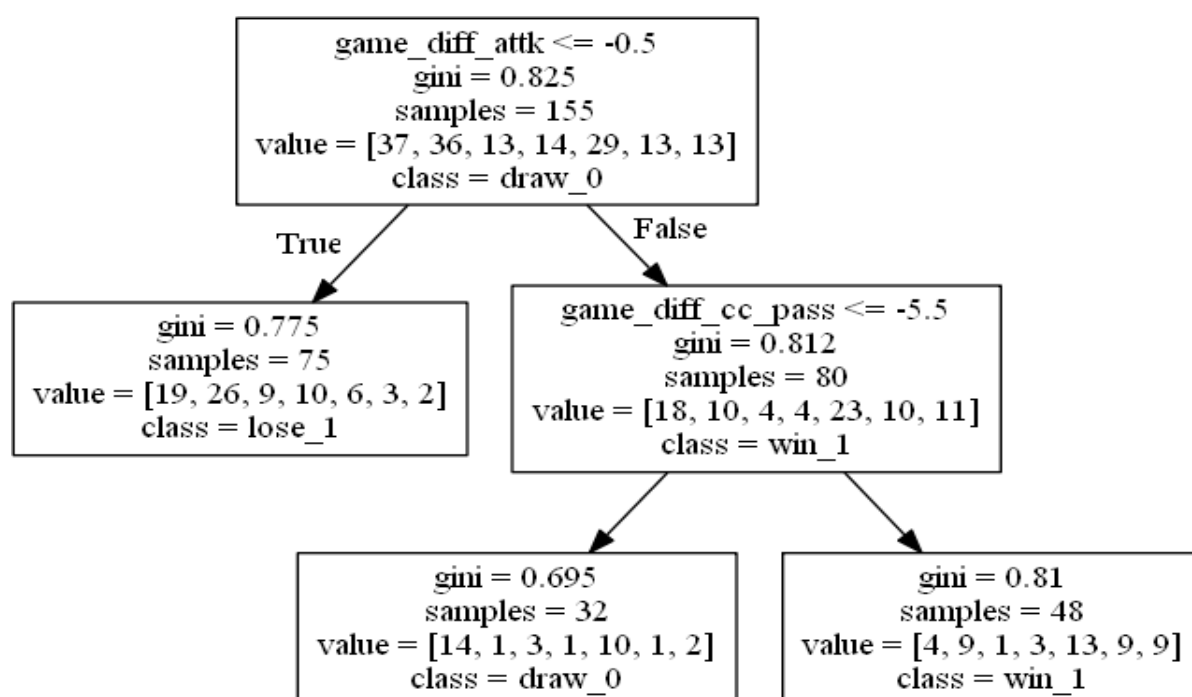 game_diff_attk <= -0.5
gini = 0.825
samples = 155
value = [37, 36, 13, 14, 29, 13, 13]
class = draw_0
True
False
gini = 0.775
samples = 75
value = [19, 26, 9, 10, 6, 3, 2]
class = lose_1
game_diff_cc_pass <= -5.5
gini = 0.812
samples = 80
value = [18, 10, 4, 4, 23, 10, 11]
class = win_1
gini = 0.695
samples = 32
value = [14, 1, 3, 1, 10, 1, 2]
class = draw_0
gini = 0.81
samples = 48
value = [4, 9, 1, 3, 13, 9, 9]
class = win_1